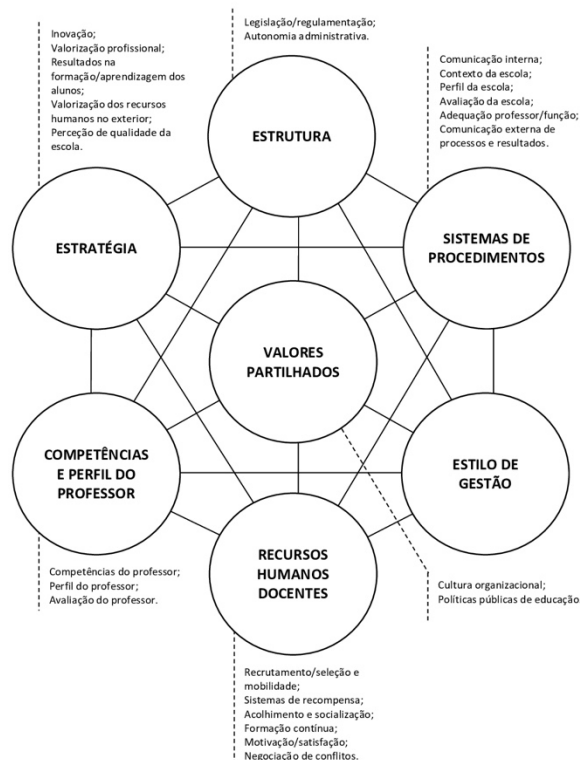 Legislação/regulamentação;
Autonomia administrativa.
Inovação;
Valorização profissional;
Resultados na
formação/aprendizagem dos
alunos;
Valorização dos recursos
humanos no exterior;
Perceção de qualidade da
escola.
Comunicação interna;
Contexto da escola;
Perfil da escola;
Avaliação da escola;
Adequação professor/função;
Comunicação externa de
processos e resultados.
ESTRUTURA
ESTRATÉGIA
SISTEMAS DE
PROCEDIMENTOS
VALORES
PARTILHADOS
COMPETÊNCIAS
E PERFIL DO
PROFESSOR
ESTILO DE
GESTÃO
RECURSOS
HUMANOS
DOCENTES
Competências do professor;
Perfil do professor;
Avaliação do professor.
Cultura organizacional;
Políticas públicas de educação
Recrutamento/seleção e
mobilidade;
Sistemas de recompensa;
Acolhimento e socialização;
Formação contínua;
Motivação/satisfação;
Negociação de conflitos.